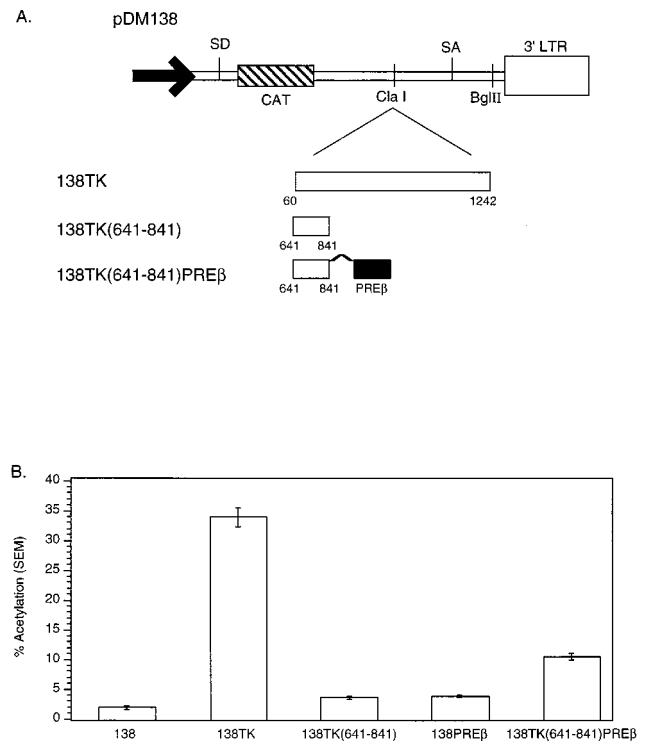 A.
pDM138
SD
SA
3' LTR
CAT
Cla I
BglII
138TK
60
1242
138TK(641-841)
641
841
138TK(641-841)PREβ
641
841
PREβ
B.
% Acetylation (SEM)
40
35
30
25
20
15
10
5
0
138
138TK
138TK(641-841)
138PREβ
138TK(641-841)PREβ